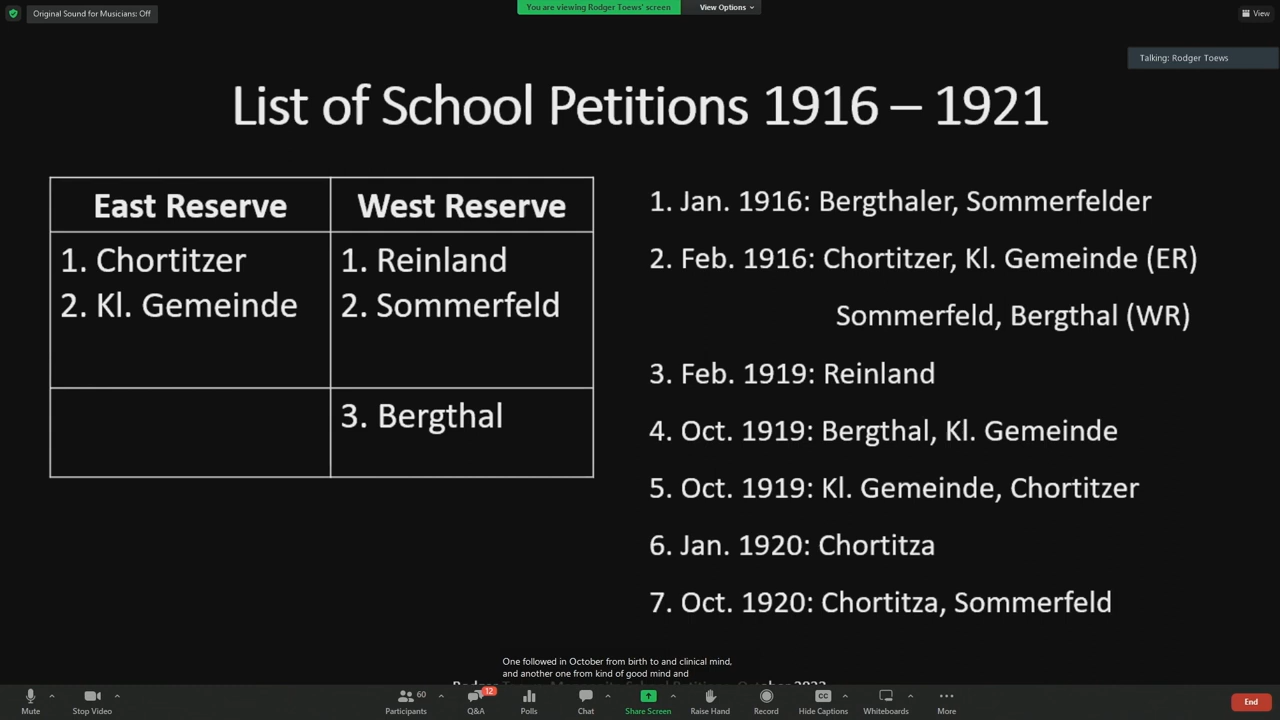 Original Sound for Musicians: Off
You are viewing Rodger Toews' screen
View Options
View
Talking: Rodger Toews
List of School Petitions 1916 – 1921
East Reserve
West Reserve
1. Chortitzer
2. Kl. Gemeinde
1. Reinland
2. Sommerfeld
3. Bergthal
1. Jan. 1916: Bergthaler, Sommerfelder
2. Feb. 1916: Chortitzer, Kl. Gemeinde (ER)
Sommerfeld, Bergthal (WR)
3. Feb. 1919: Reinland
4. Oct. 1919: Bergthal, Kl. Gemeinde
5. Oct. 1919: Kl. Gemeinde, Chortitzer
6. Jan. 1920: Chortitza
7. Oct. 1920: Chortitza, Sommerfeld
One followed in October from birth to and clinical mind,
and another one from kind of good mind and
Mute
Stop Video
60
Participants
12
Q&A
Polls
Chat
Share Screen
Raise Hand
Record
CC
Hide Captions
Whiteboards
More
End